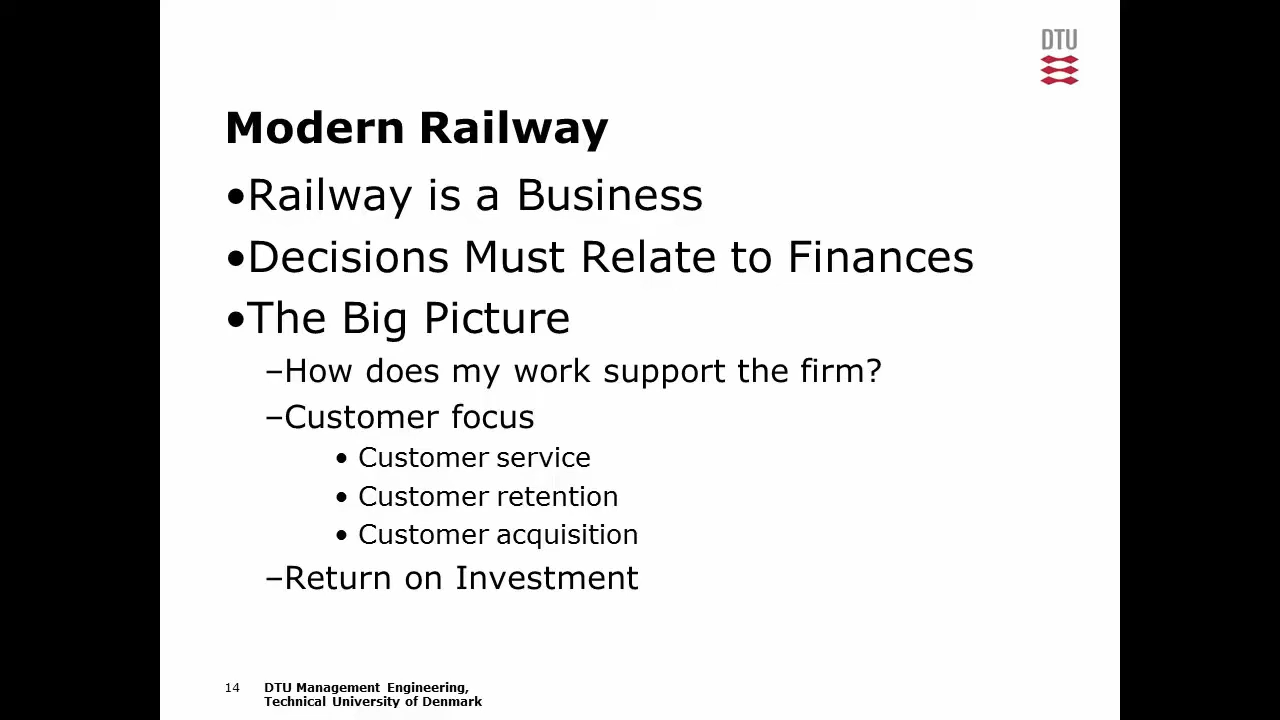 DTU
Modern Railway
•Railway is a Business
•Decisions Must Relate to Finances
•The Big Picture
–How does my work support the firm?
–Customer focus
• Customer service
• Customer retention
• Customer acquisition
–Return on Investment
14 DTU Management Engineering,
Technical University of Denmark